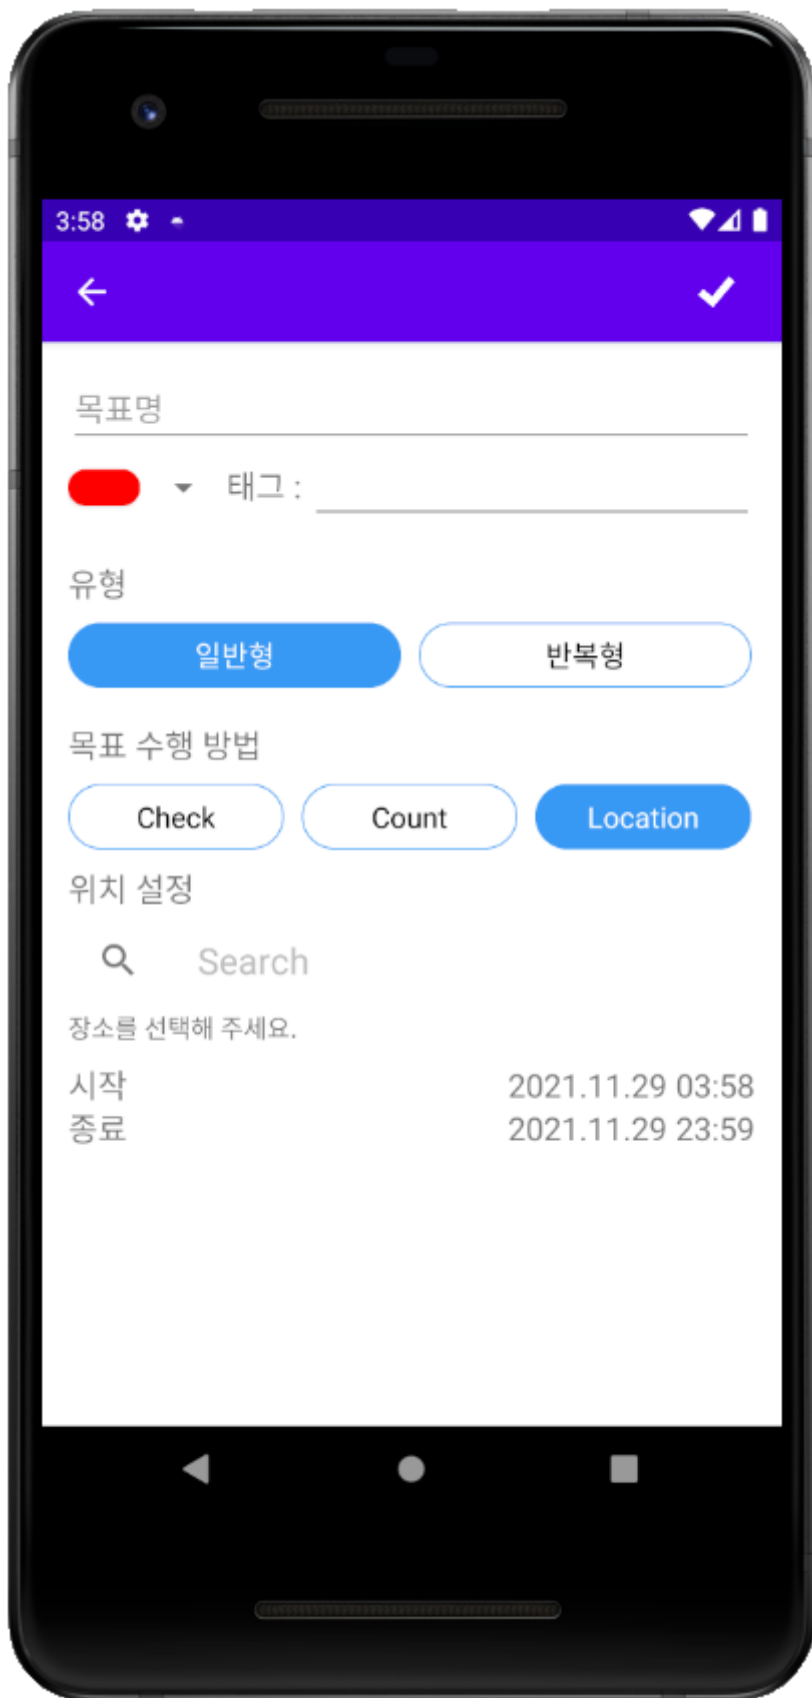 3:58
목표명
태그 :
유형
일반형 반복형
목표 수행 방법
Check Count Location
위치 설정
Search
장소를 선택해 주세요.
시작 2021.11.29 03:58
종료 2021.11.29 23:59